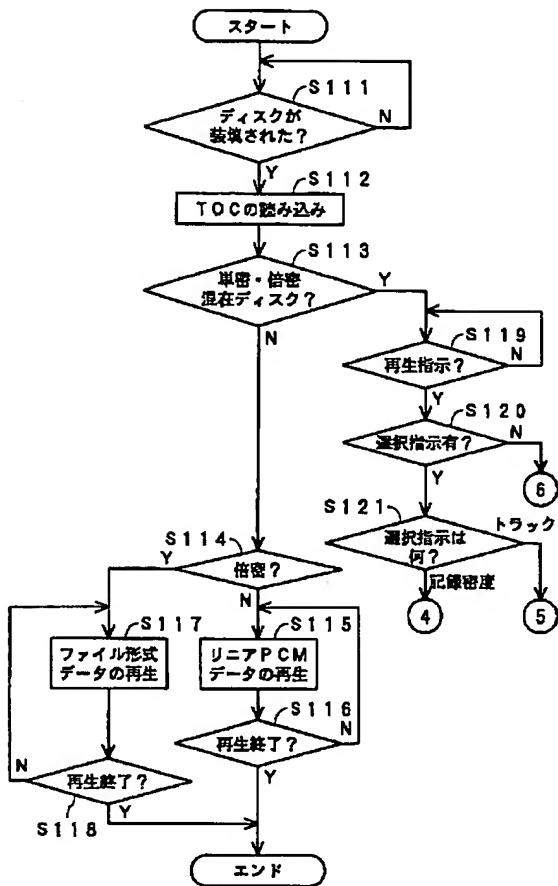 スタート
S111
ディスクが
装填された?
N
Y
S112
TOCの読み込み
S113
単密・倍密
混在ディスク?
Y
N
S119
再生指示?
N
Y
S120
選択指示有?
N
Y
6
S121
選択指示は
何?
トラック
記録密度
4
5
S114
倍密?
Y
N
S117
ファイル形式
データの再生
S115
リニアPCM
データの再生
S116
再生終了?
N
Y
再生終了?
N
Y
S118
エンド